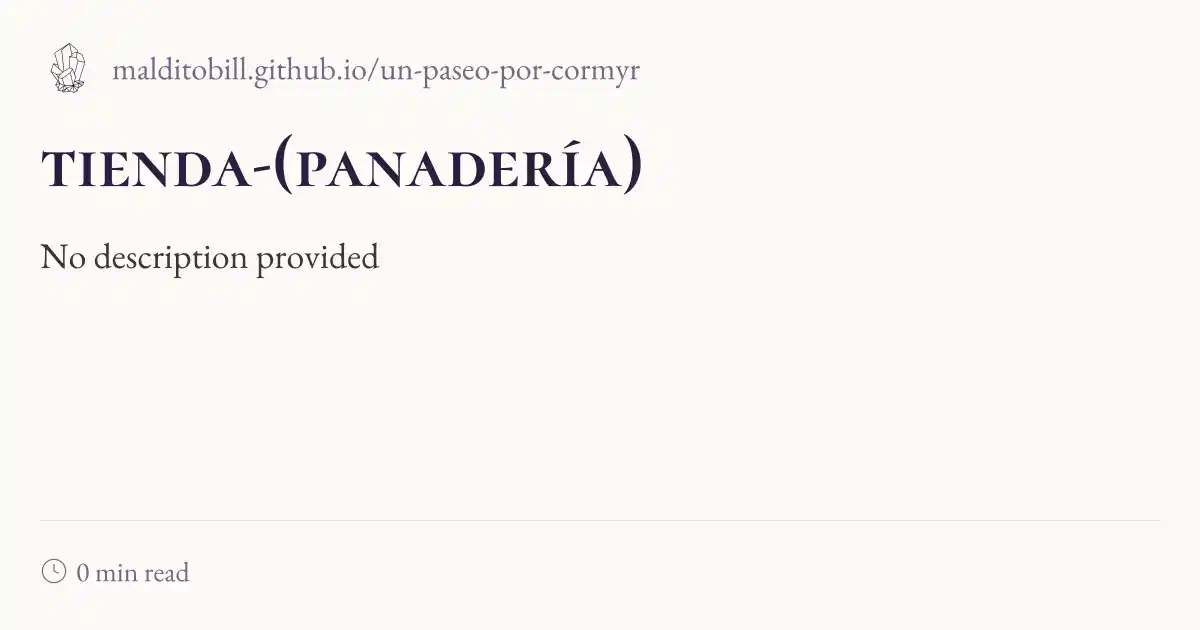 malditobill.github.io/un-paseo-por-cormyr
TIENDA-(PANADERÍA)
No description provided
0 min read